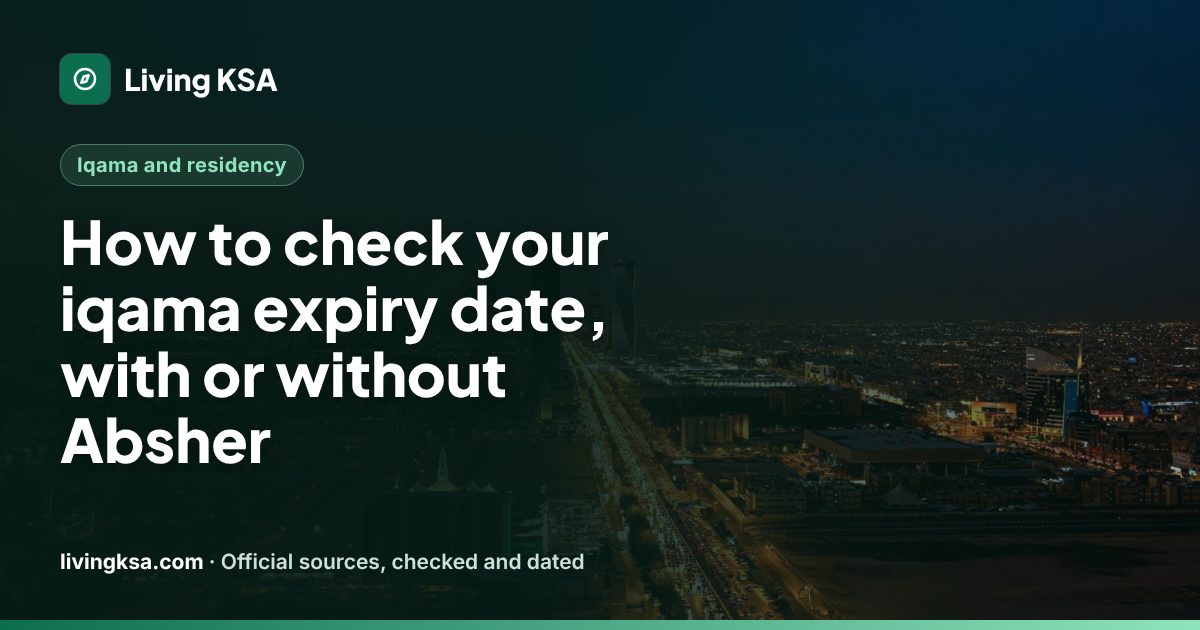 Living KSA
Iqama and residency
How to check your
iqama expiry date,
with or without
Absher
livingksa.com · Official sources, checked and dated